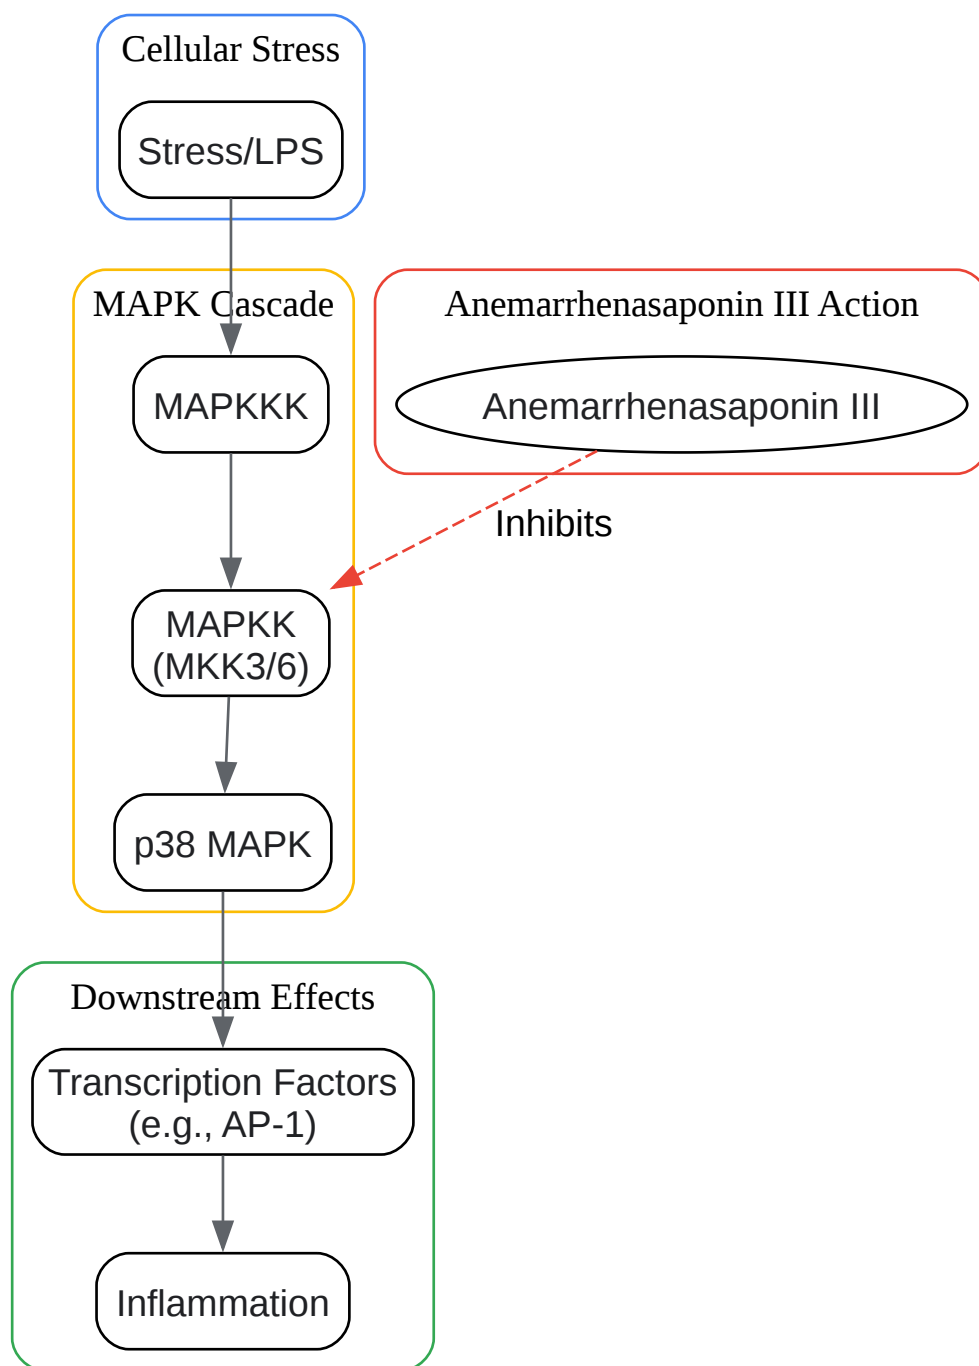 Cellular Stress
Stress/LPS
MAPK Cascade
Anemarrhenasaponin III Action
MAPKKK
Anemarrhenasaponin III
Inhibits
MAPKK
(MKK3/6)
p38 MAPK
Downstream Effects
Transcription Factors
(e.g., AP-1)
Inflammation